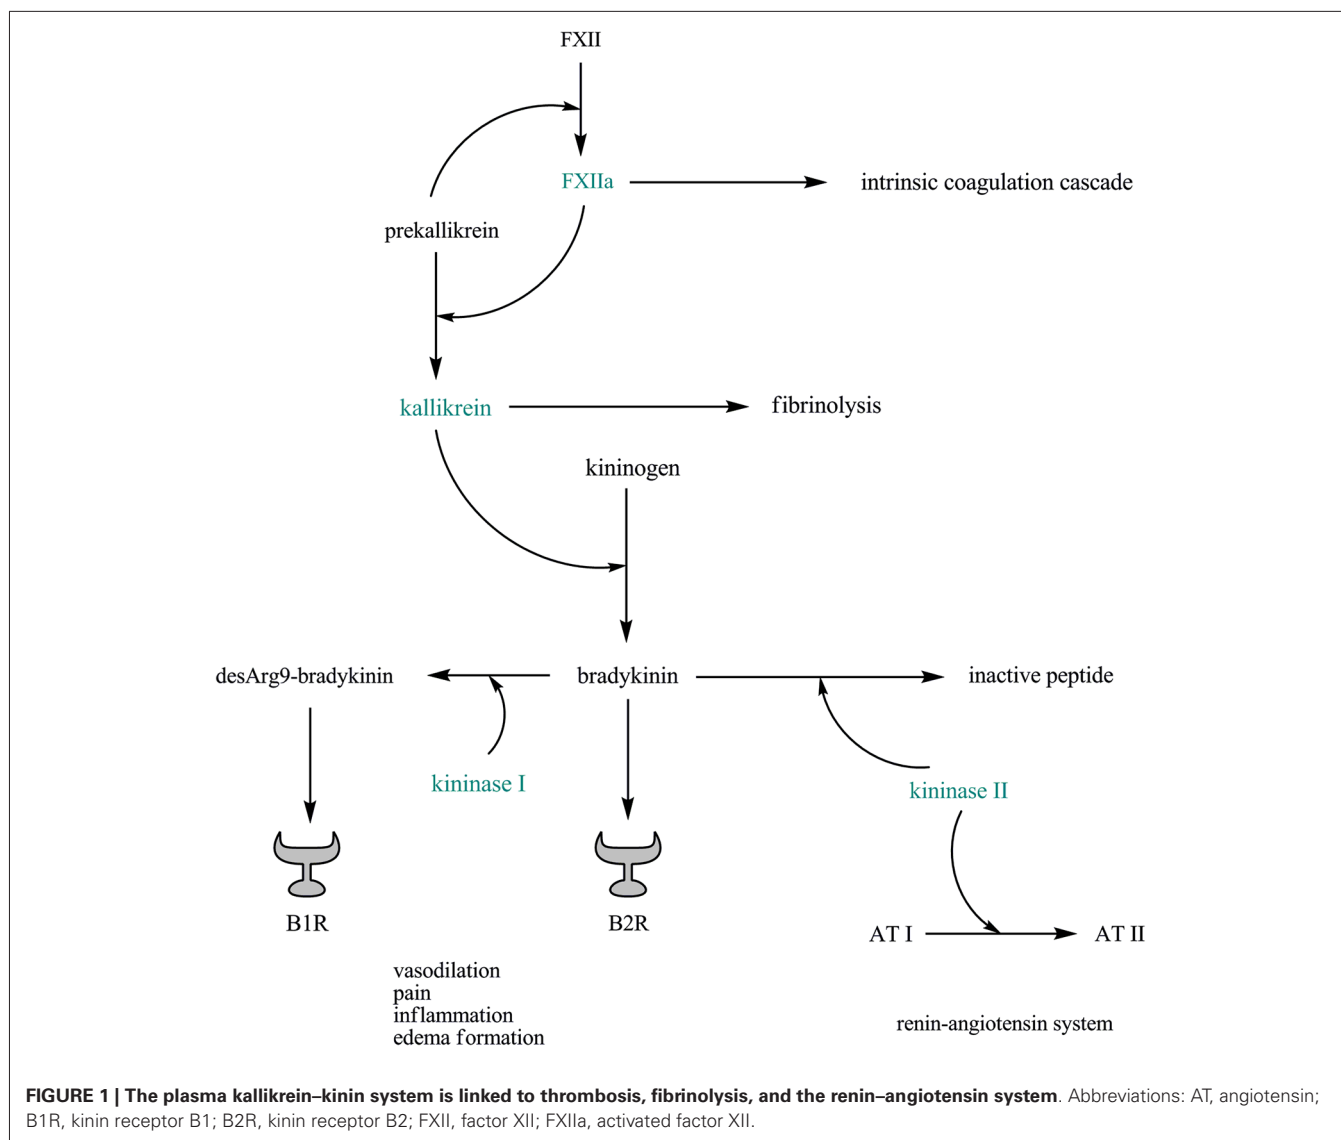 FXII
FXIIa
intrinsic coagulation cascade
prekallikrein
kallikrein
fibrinolysis
kininogen
desArg9-bradykinin
bradykinin
inactive peptide
kininase I
kininase II
B1R
B2R
AT I
AT II
vasodilation
pain
inflammation
edema formation
renin-angiotensin system
FIGURE 1 | The plasma kallikrein–kinin system is linked to thrombosis, fibrinolysis, and the renin–angiotensin system. Abbreviations: AT, angiotensin;
B1R, kinin receptor B1; B2R, kinin receptor B2; FXII, factor XII; FXIIa, activated factor XII.